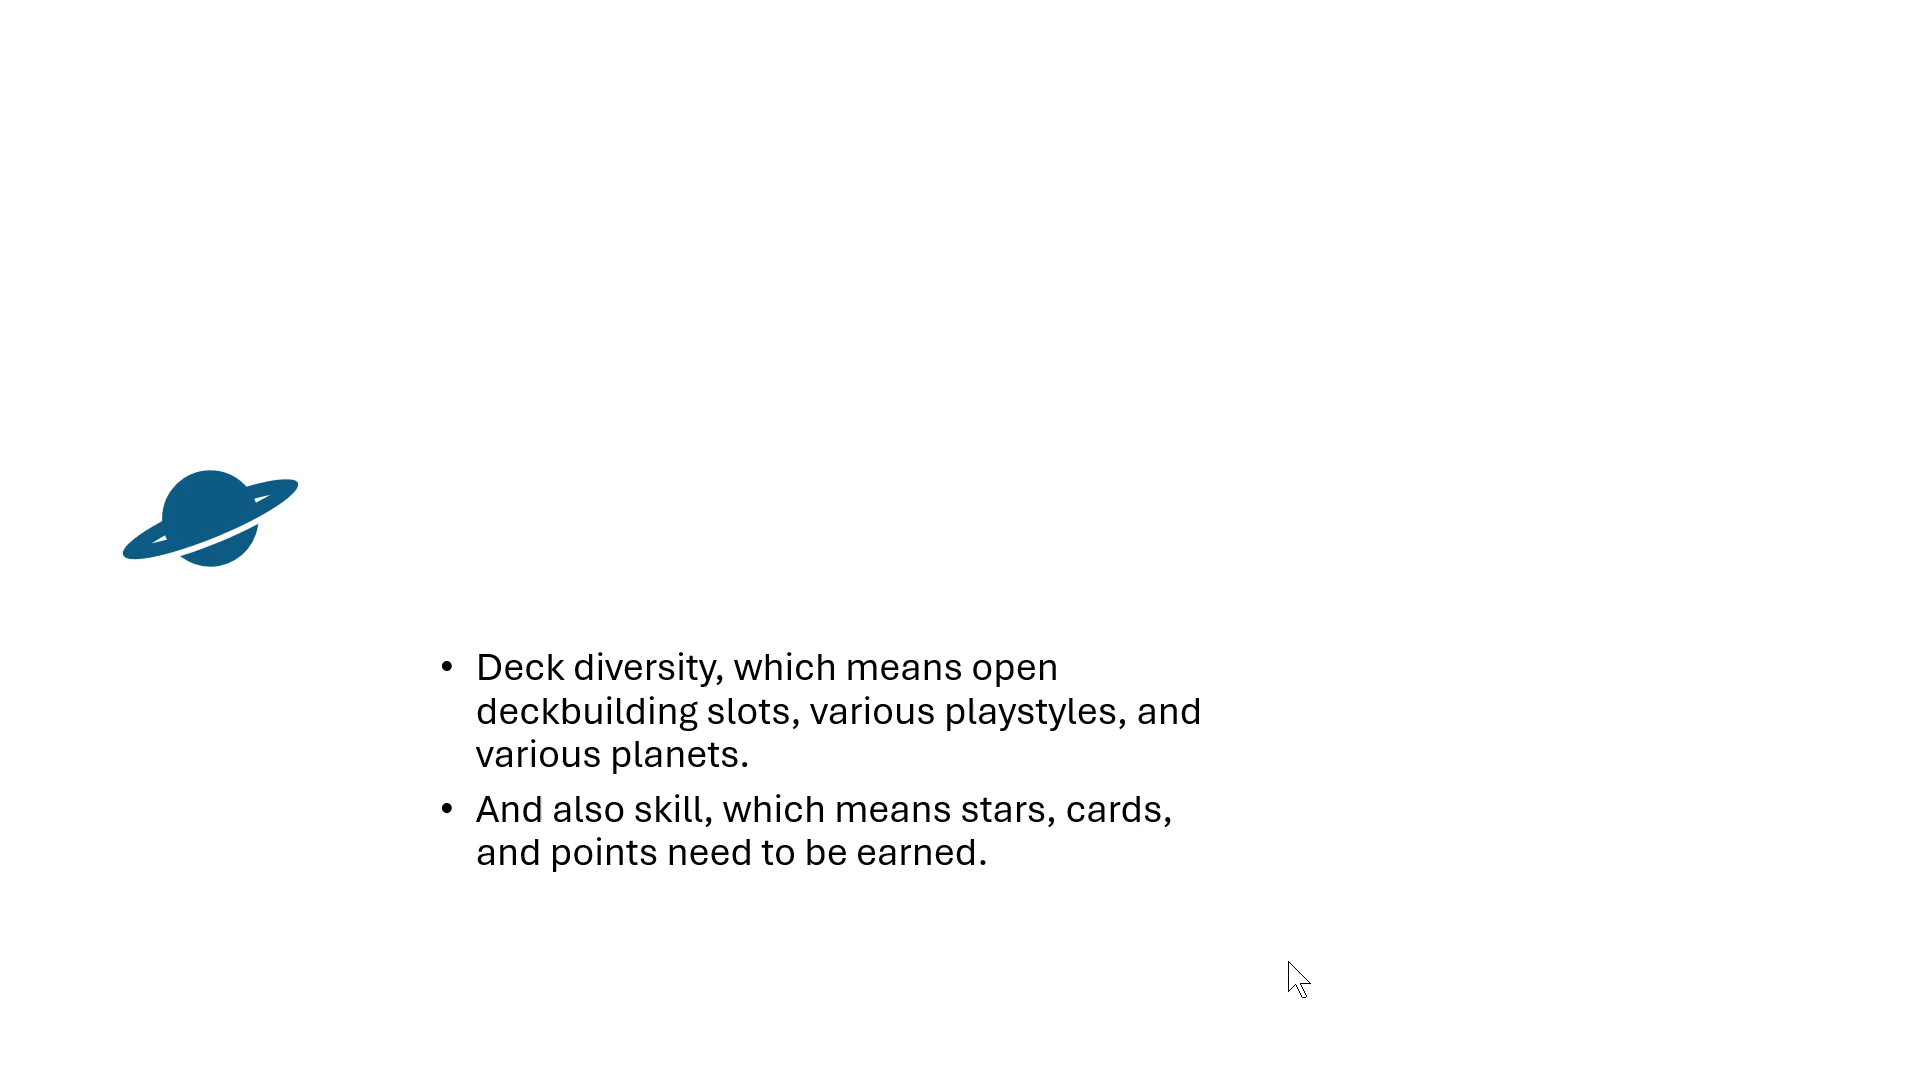 • Deck diversity, which means open
deckbuilding slots, various playstyles, and
various planets.
• And also skill, which means stars, cards,
and points need to be earned.